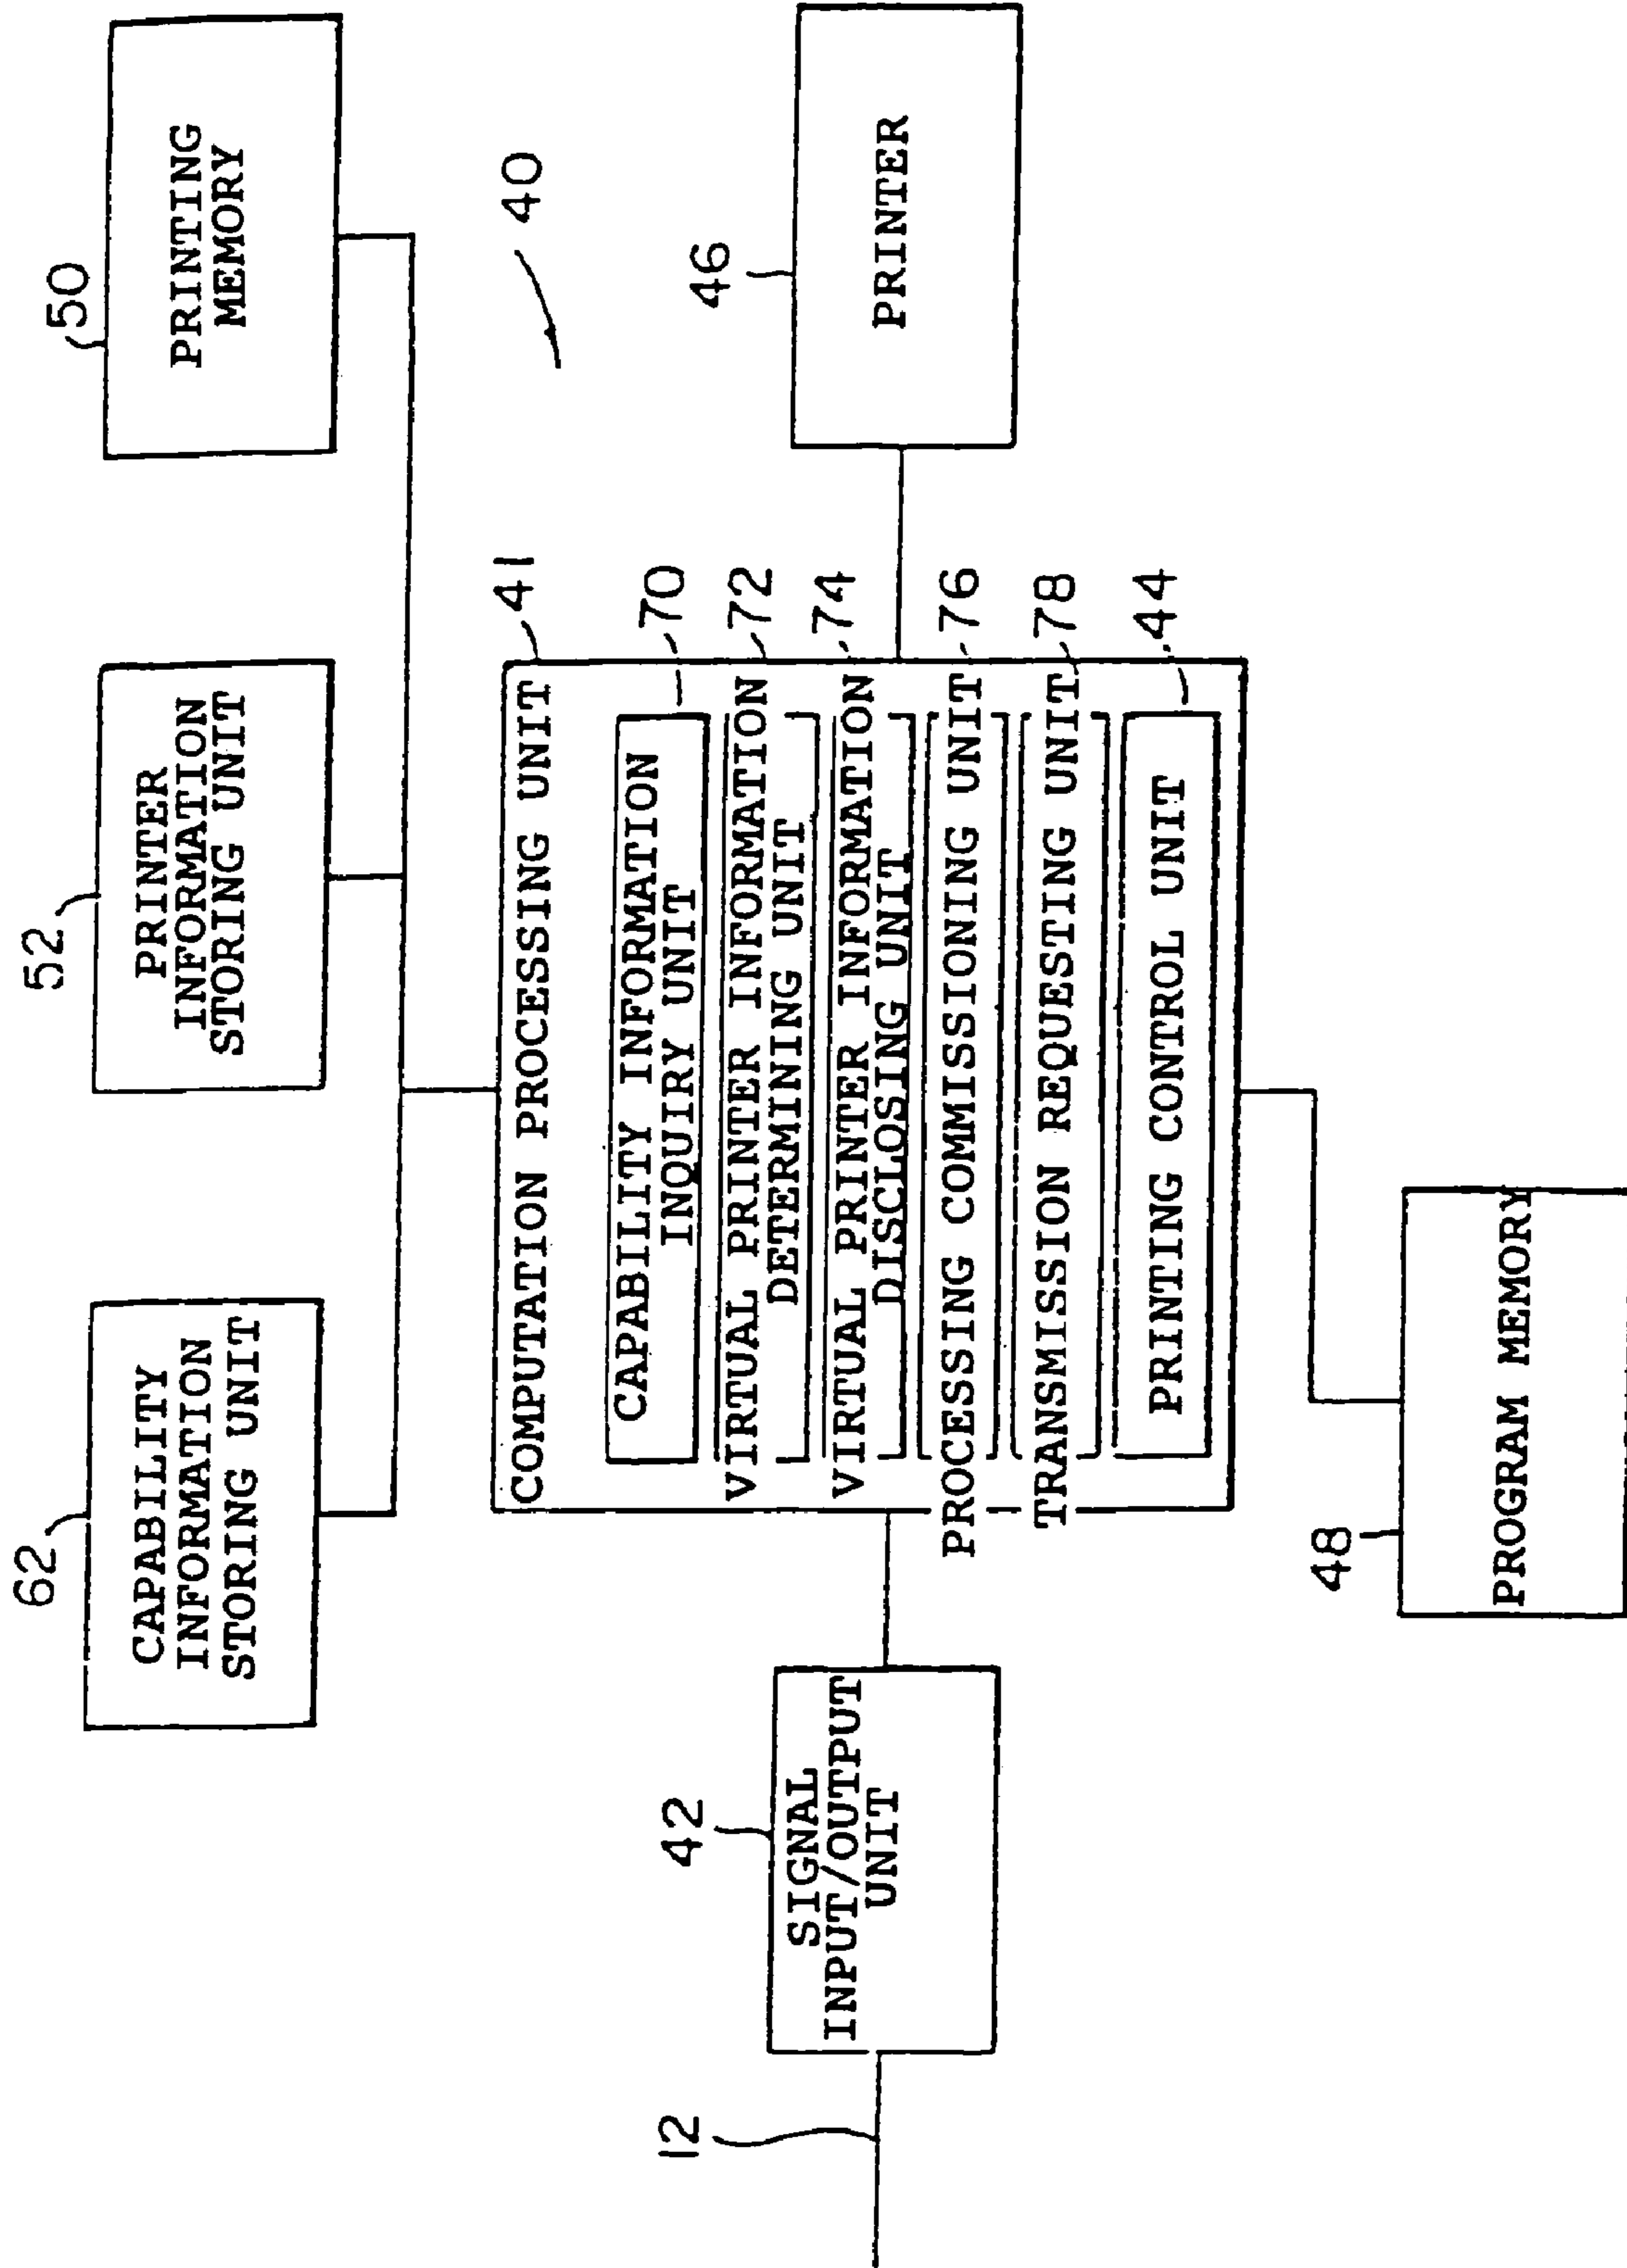 62
CAPABILITY
INFORMATION
STORING UNIT
52
PRINTER
INFORMATION
STORING UNIT
50
PRINTING
MEMORY
40
12
42
SIGNAL
INPUT/OUTPUT
UNIT
41
COMPUTATION PROCESSING UNIT
CAPABILITY INFORMATION
INQUIRY UNIT
70
VIRTUAL PRINTER INFORMATION
DETERMINING UNIT
72
VIRTUAL PRINTER INFORMATION
DISCLOSING UNIT
74
PROCESSING COMMISSIONING UNIT
76
TRANSMISSION REQUESTING UNIT
78
PRINTING CONTROL UNIT
44
46
PRINTER
48
PROGRAM MEMORY